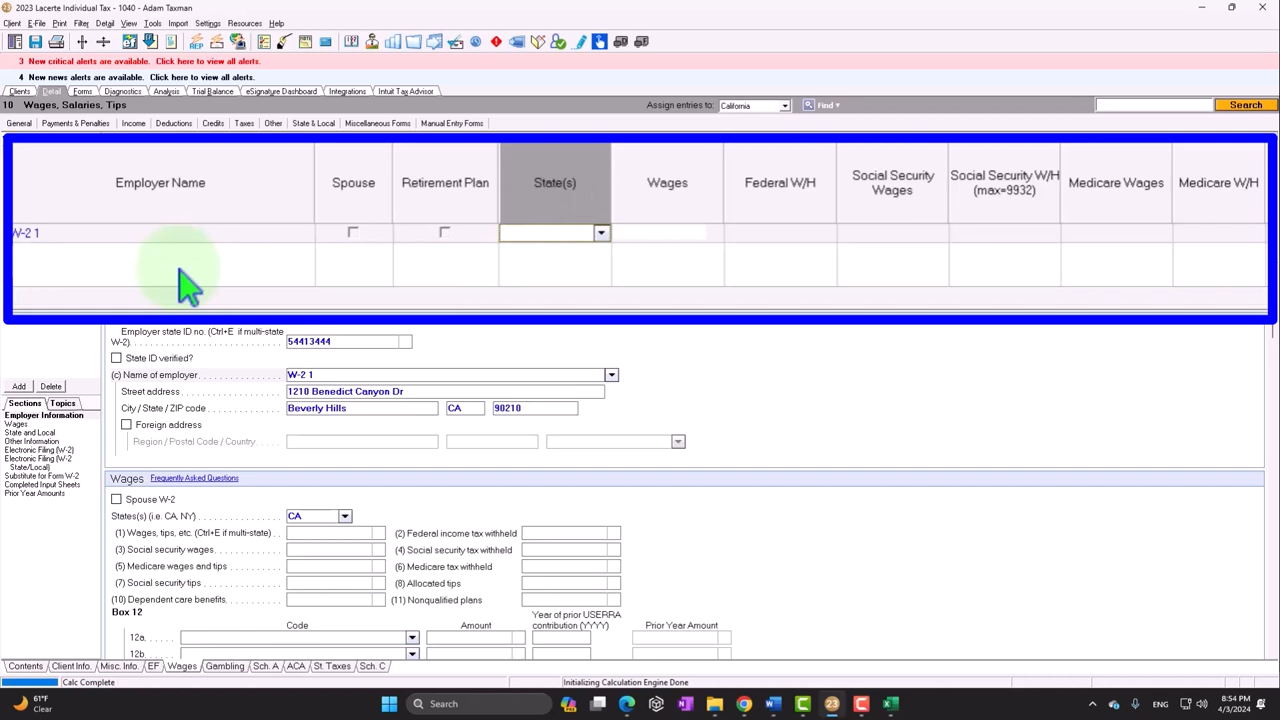 2023 Lacerte Individual Tax - 1040 - Adam Taxman
Client E-File Print Filter Detail View Tools Import Settings Resources Help
3 New critical alerts are available. Click here to view all alerts.
4 New news alerts are available. Click here to view all alerts.
Clients Detail Forms Diagnostics Analysis Trial Balance eSignature Dashboard Integrations Intuit Tax Advisor
10 Wages, Salaries, Tips Assign entries to: California Find Search
General Payments & Penalties Income Deductions Credits Taxes Other State & Local Miscellaneous Forms Manual Entry Forms
Employer Name Spouse Retirement Plan State(s) Wages Federal W/H Social Security Wages Social Security W/H (max=9932) Medicare Wages Medicare W/H
W-2 1
Employer state ID no. (Ctrl+E if multi-state
W-2) 54413444
State ID verified?
(c) Name of employer W-2 1
Add Delete
Street address 1210 Benedict Canyon Dr
Sections Topics
City / State / ZIP code Beverly Hills CA 90210
Employer Information
Wages
Foreign address
State and Local
Other Information
Region / Postal Code / Country
Electronic Filing (W-2)
Electronic Filing (W-2
State/Local)
Substitute for Form W-2
Completed Input Sheets
Prior Year Amounts
Wages Frequently Asked Questions
Spouse W-2
States(s) (i.e. CA, NY) CA
(1) Wages, tips, etc. (Ctrl+E if multi-state) (2) Federal income tax withheld
(3) Social security wages (4) Social security tax withheld
(5) Medicare wages and tips (6) Medicare tax withheld
(7) Social security tips (8) Allocated tips
(10) Dependent care benefits (11) Nonqualified plans
Box 12
Code Amount Year of prior USERRA contribution (YYYY) Prior Year Amount
12a
12b
Contents Client Info. Misc. Info. EF Wages Gambling Sch. A ACA St. Taxes Sch. C
Calc Complete Initializing Calculation Engine Done
61°F
Clear
Search
ENG
8:54 PM
4/3/2024